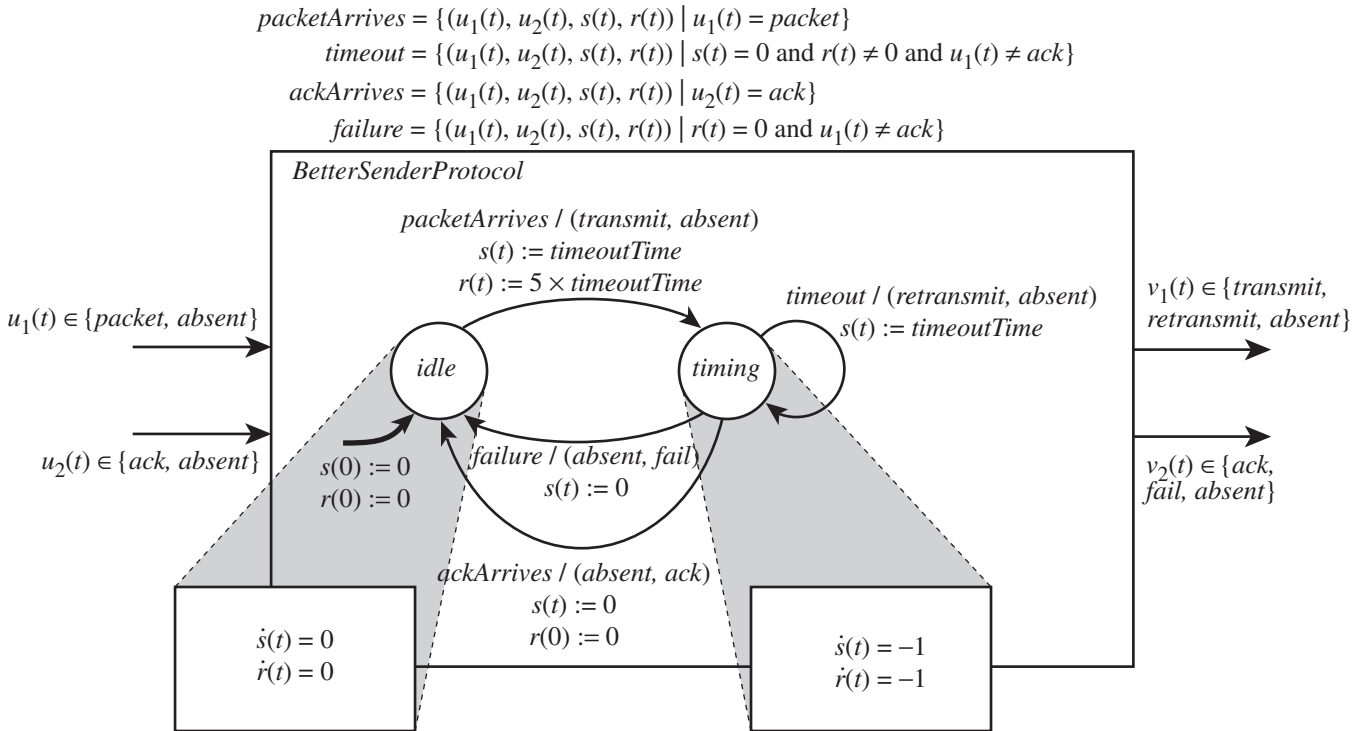 packetArrives = {(u₁(t), u₂(t), s(t), r(t)) | u₁(t) = packet}
timeout = {(u₁(t), u₂(t), s(t), r(t)) | s(t) = 0 and r(t) ≠ 0 and u₁(t) ≠ ack}
ackArrives = {(u₁(t), u₂(t), s(t), r(t)) | u₂(t) = ack}
failure = {(u₁(t), u₂(t), s(t), r(t)) | r(t) = 0 and u₁(t) ≠ ack}
BetterSenderProtocol
packetArrives / (transmit, absent)
s(t) := timeoutTime
r(t) := 5 × timeoutTime
timeout / (retransmit, absent)
s(t) := timeoutTime
u₁(t) ∈ {packet, absent}
v₁(t) ∈ {transmit,
retransmit, absent}
idle
timing
u₂(t) ∈ {ack, absent}
s(0) := 0
r(0) := 0
failure / (absent, fail)
s(t) := 0
v₂(t) ∈ {ack,
fail, absent}
ackArrives / (absent, ack)
s(t) := 0
r(0) := 0
ṡ(t) = 0
ṙ(t) = 0
ṡ(t) = −1
ṙ(t) = −1